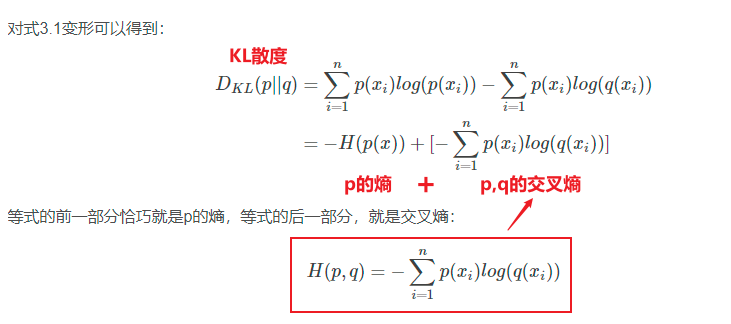 对式3.1变形可以得到：
KL散度
D_{KL}(p||q) = \sum_{i=1}^{n} p(x_i)log(p(x_i)) − \sum_{i=1}^{n} p(x_i)log(q(x_i))
= −H(p(x)) + [−\sum_{i=1}^{n} p(x_i)log(q(x_i))]
p的熵 + p,q的交叉熵
等式的前一部分恰巧就是p的熵，等式的后一部分，就是交叉熵：
H(p,q) = −\sum_{i=1}^{n} p(x_i)log(q(x_i))